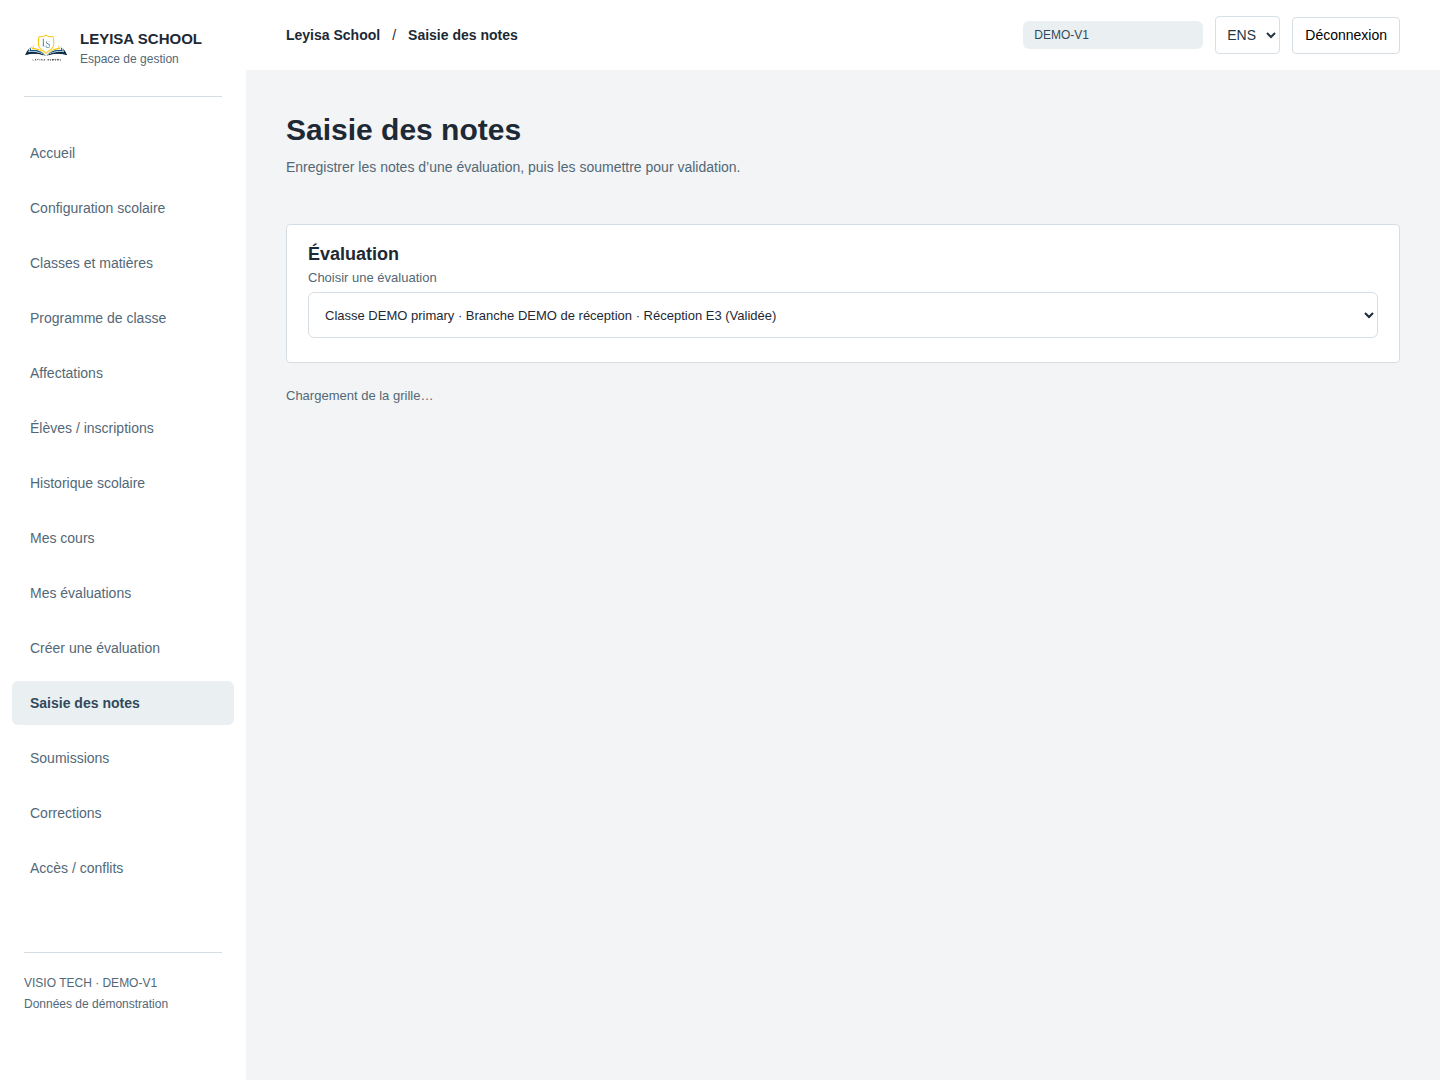 LEYISA SCHOOL
Espace de gestion
Leyisa School / Saisie des notes
DEMO-V1
ENS
Déconnexion
Accueil
Configuration scolaire
Classes et matières
Programme de classe
Affectations
Élèves / inscriptions
Historique scolaire
Mes cours
Mes évaluations
Créer une évaluation
Saisie des notes
Soumissions
Corrections
Accès / conflits
VISIO TECH · DEMO-V1
Données de démonstration
Saisie des notes
Enregistrer les notes d’une évaluation, puis les soumettre pour validation.
Évaluation
Choisir une évaluation
Classe DEMO primary · Branche DEMO de réception · Réception E3 (Validée)
Chargement de la grille…